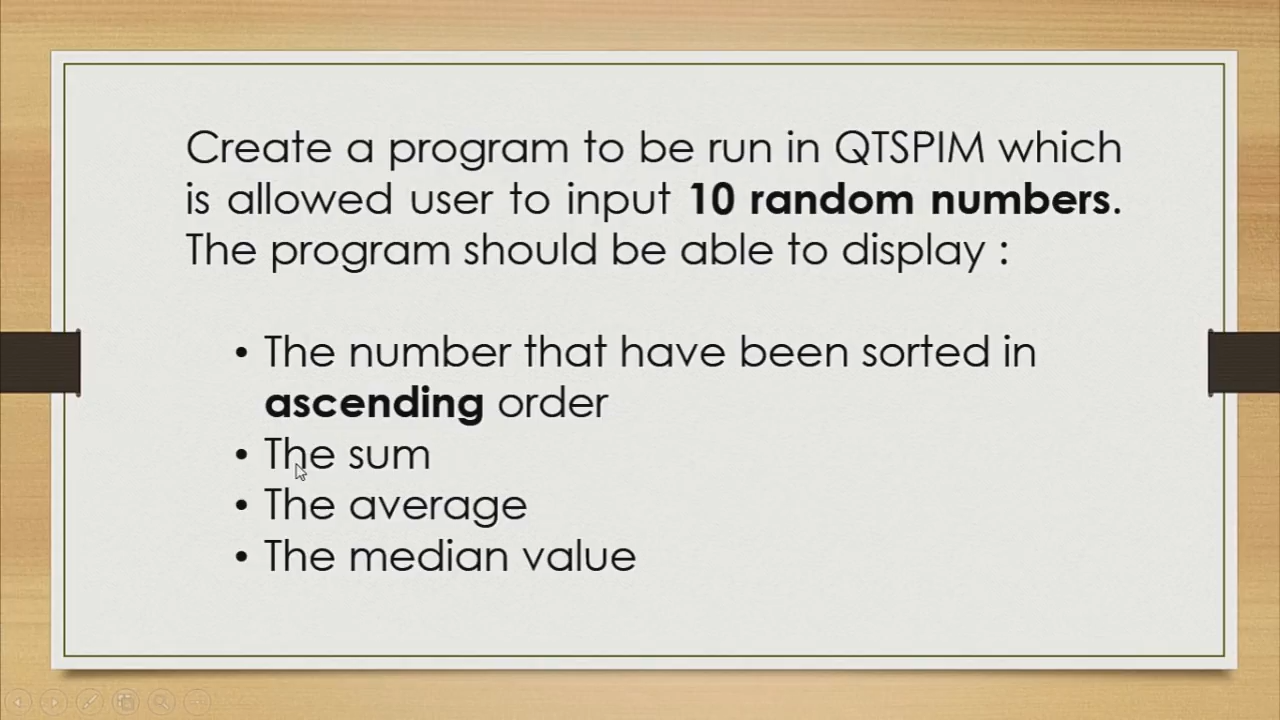 Create a program to be run in QTSPIM which
is allowed user to input 10 random numbers.
The program should be able to display :
• The number that have been sorted in
ascending order
• The sum
• The average
• The median value